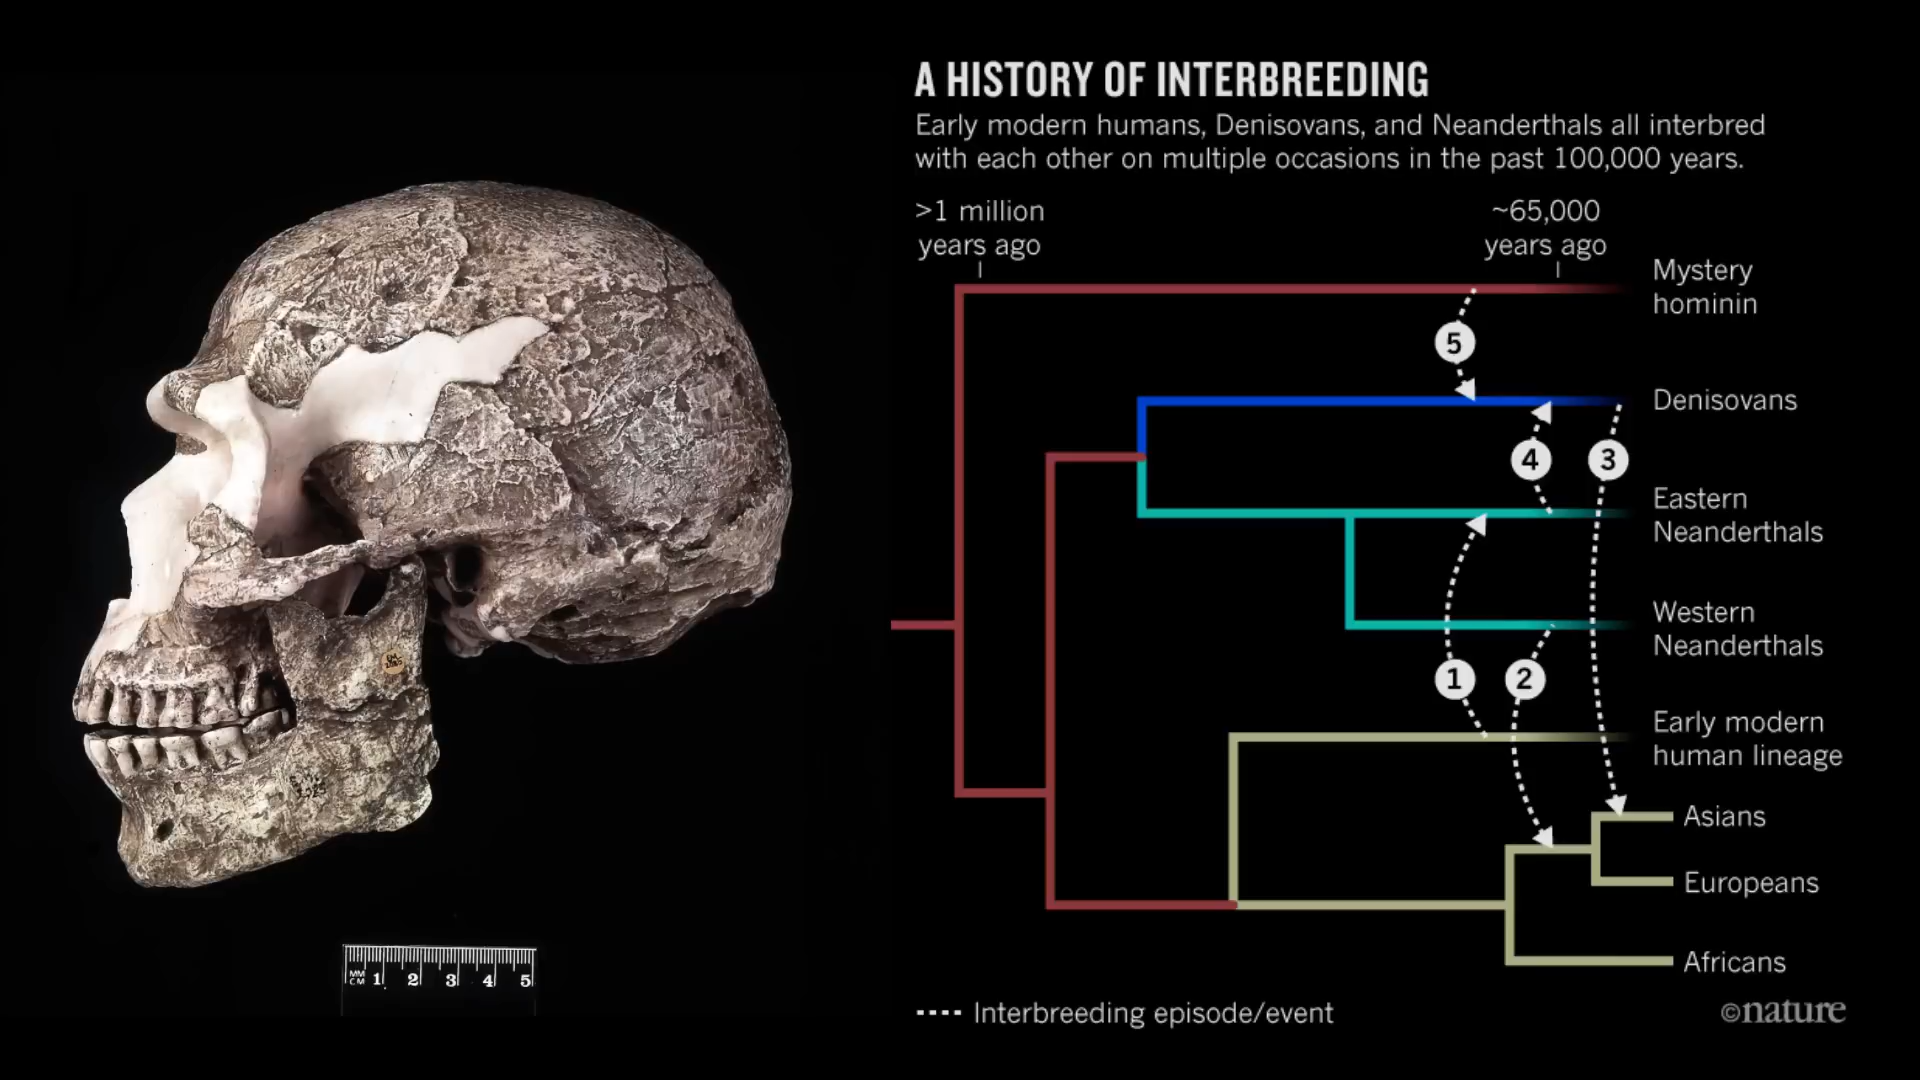 A HISTORY OF INTERBREEDING
Early modern humans, Denisovans, and Neanderthals all interbred
with each other on multiple occasions in the past 100,000 years.
>1 million
years ago
~65,000
years ago
Mystery
hominin
5
Denisovans
4
3
Eastern
Neanderthals
Western
Neanderthals
1
2
Early modern
human lineage
Asians
Europeans
Africans
Interbreeding episode/event
©nature
MM
CM 1 2 3 4 5